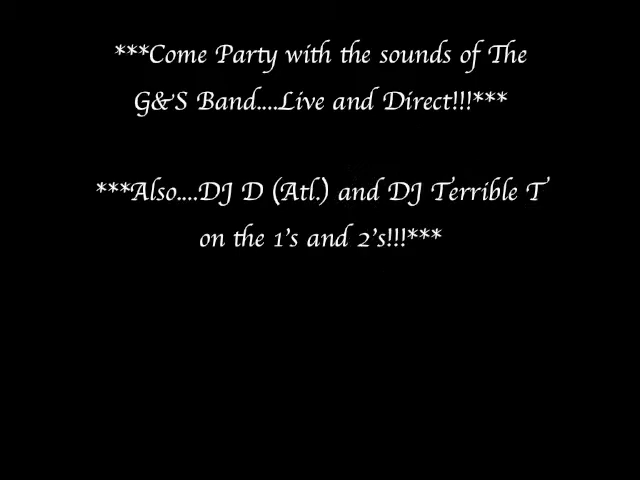 ***Come Party with the sounds of The
G&S Band....Live and Direct!!!***
***Also....DJ D (Atl.) and DJ Terrible T
on the 1's and 2's!!!***